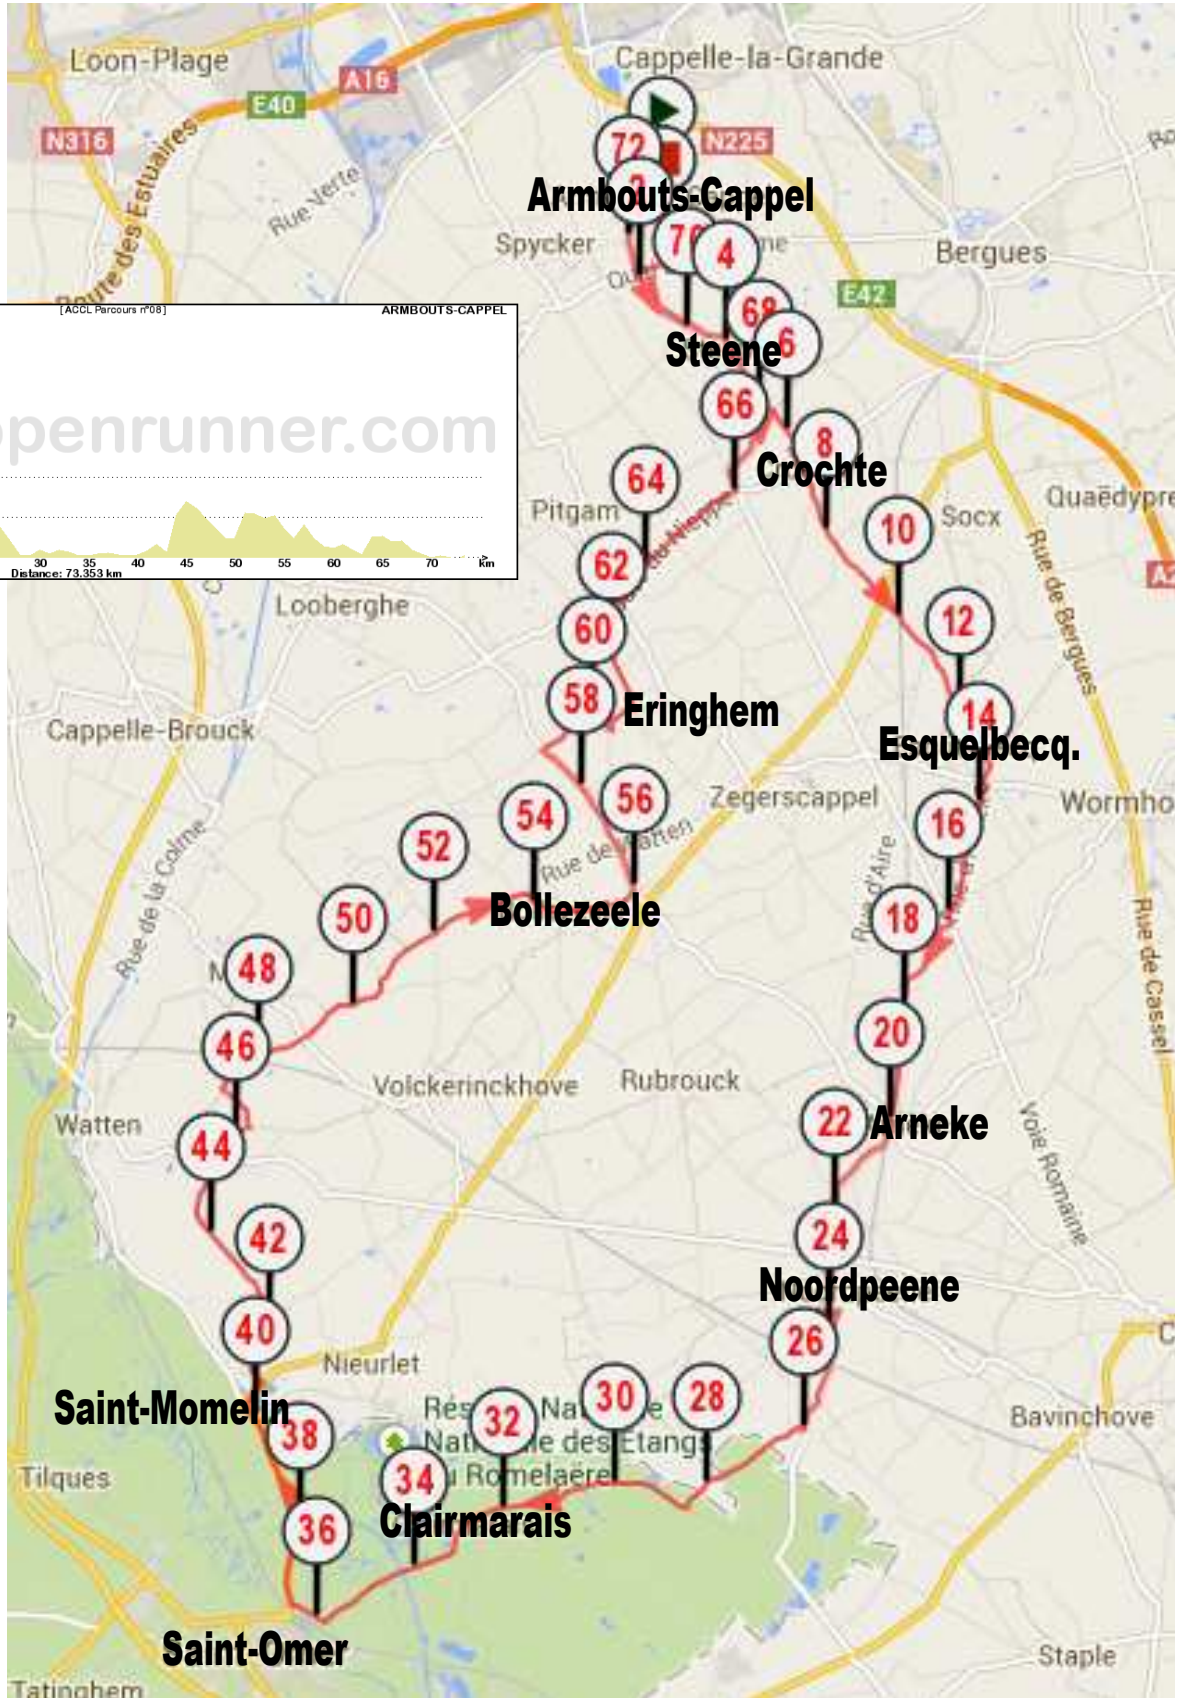 Loon-Plage
Cappelle-la-Grande
A16
E40
N316
N225
72
Route des Estuaires
Rue Verte
Armbouts-Cappel
Spycker
70
4
Bergues
E42
68
[ACCL Parcours n°08]
ARMBOUTS-CAPPEL
Steene
6
66
penrunner.com
8
Crochte
64
Pitgam
10
Socx
Quaëdypre
du Nieppe
30 35 40 45 50 55 60 65 70 Km
Distance: 73.353 km
62
Rue de Bergues
Looberghe
60
12
58
Eringhem
14
Cappelle-Brouck
Esquelbecq.
56
Zegerscappel
Wormho
54
52
16
Rue de la Colme
Rue d'Aire
50
Bollezeele
18
Rue de Cassel
48
46
20
Volckerinckhove
Rubrouck
Watten
22
Arneke
44
Voie Romaine
42
24
Noordpeene
40
26
Nieurlet
Saint-Momelin
30
28
32
Bavinchove
38
des Etangs
Romelaëre
Tilques
34
Clairmarais
36
Saint-Omer
Staple
Tatinghem